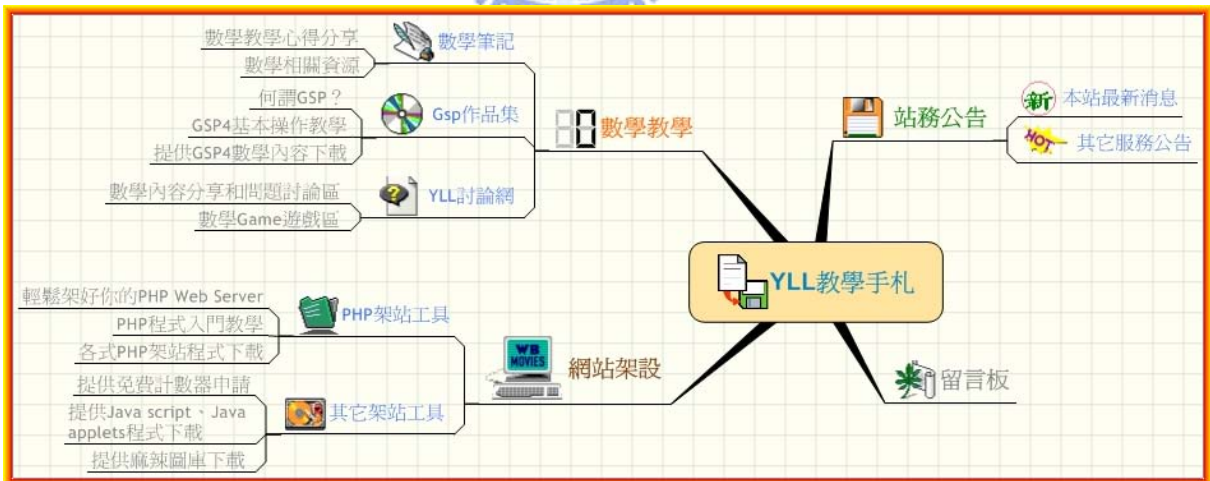 數學教學心得分享
數學筆記
數學相關資源
何謂GSP？
Gsp作品集
GSP4基本操作教學
提供GSP4數學內容下載
數學內容分享和問題討論區
YLL討論網
數學Game遊戲區
數學教學
站務公告
新 本站最新消息
HOT 其它服務公告
YLL教學手札
輕鬆架好你的PHP Web Server
PHP架站工具
PHP程式入門教學
各式PHP架站程式下載
WB
MOVIES
網站架設
提供免費計數器申請
其它架站工具
提供Java script、Java
applets程式下載
提供麻辣圖庫下載
留言板